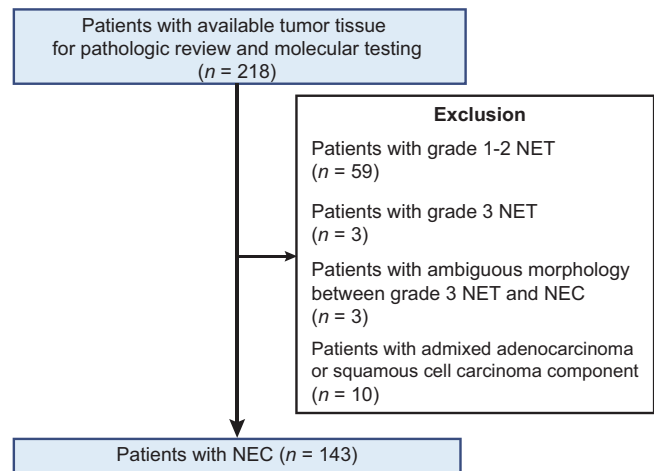 Patients with available tumor tissue
for pathologic review and molecular testing
(n = 218)
Exclusion
Patients with grade 1-2 NET
(n = 59)
Patients with grade 3 NET
(n = 3)
Patients with ambiguous morphology
between grade 3 NET and NEC
(n = 3)
Patients with admixed adenocarcinoma
or squamous cell carcinoma component
(n = 10)
Patients with NEC (n = 143)